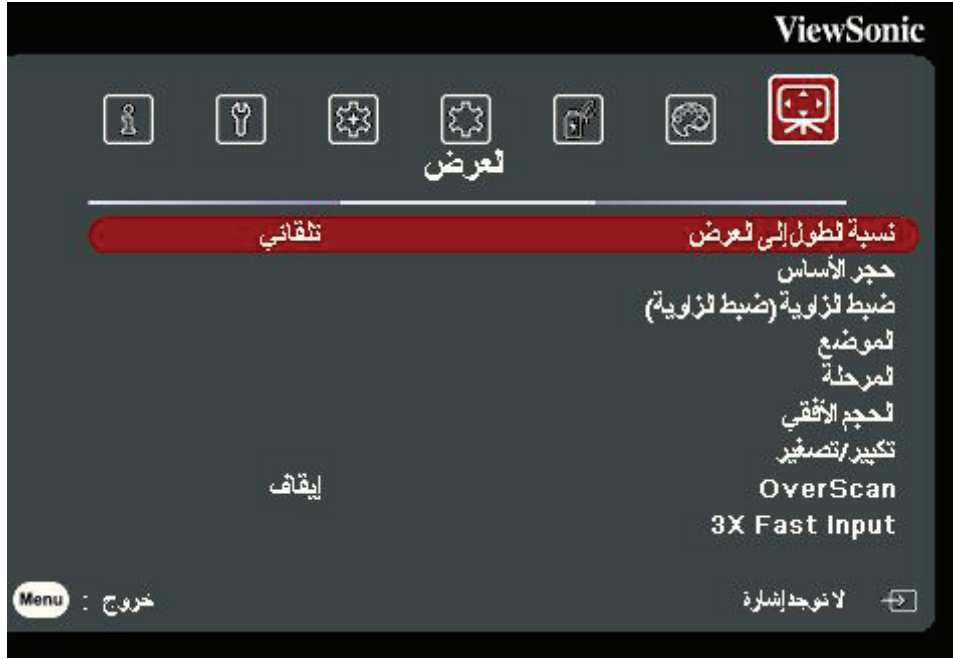 ViewSonic
العرض
نسبة الطول إلى العرض تلقائي
حجر الأساس
ضبط الزاوية (ضبط الزاوية)
الموضع
المرحلة
الحجم الأفقي
تكبير/تصغير
OverScan إيقاف
3X Fast Input
لا توجد إشارة
خروج : Menu